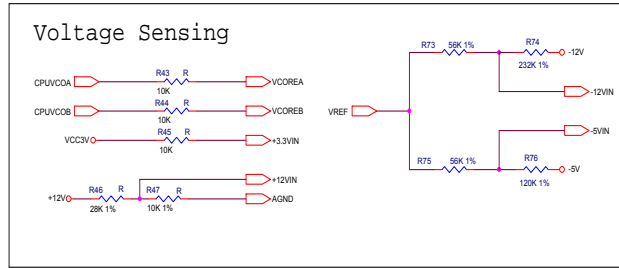 Voltage Sensing
R43 R
CPUVCOA VCOREA
10K
R44 R
CPUVCOB VCOREB
10K
R45 R
VCC3V +3.3VIN
10K
+12VIN
R46 R R47 R
+12V AGND
28K 1% 10K 1%
R73 56K 1% R74
-12V
232K 1%
-12VIN
VREF
-5VIN
R75 56K 1% R76
-5V
120K 1%